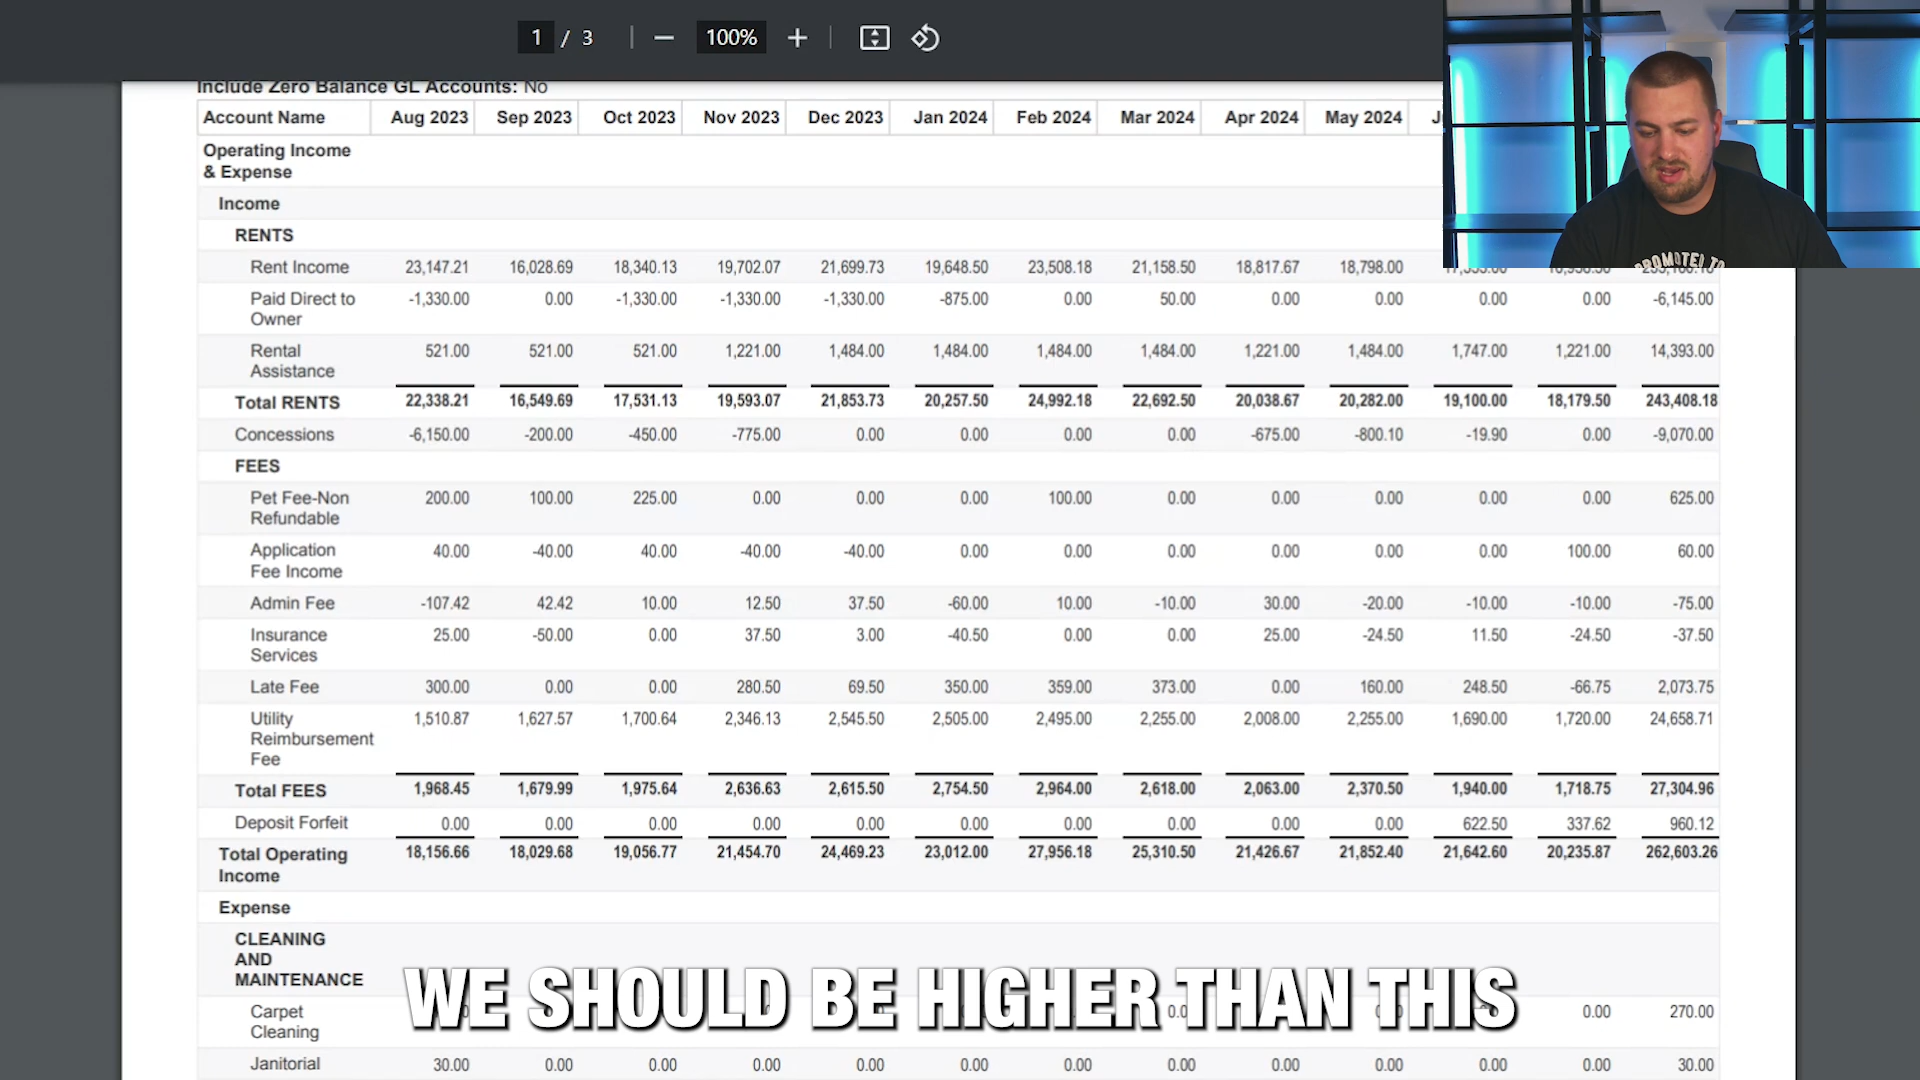 1 / 3 100%
Include Zero Balance GL Accounts: No
Account Name Aug 2023 Sep 2023 Oct 2023 Nov 2023 Dec 2023 Jan 2024 Feb 2024 Mar 2024 Apr 2024 May 2024
Operating Income
& Expense
Income
RENTS
Rent Income 23,147.21 16,028.69 18,340.13 19,702.07 21,699.73 19,648.50 23,508.18 21,158.50 18,817.67 18,798.00
Paid Direct to -1,330.00 0.00 -1,330.00 -1,330.00 -1,330.00 -875.00 0.00 50.00 0.00 0.00 0.00 0.00 -6,145.00
Owner
Rental 521.00 521.00 521.00 1,221.00 1,484.00 1,484.00 1,484.00 1,484.00 1,221.00 1,484.00 1,747.00 1,221.00 14,393.00
Assistance
Total RENTS 22,338.21 16,549.69 17,531.13 19,593.07 21,853.73 20,257.50 24,992.18 22,692.50 20,038.67 20,282.00 19,100.00 18,179.50 243,408.18
Concessions -6,150.00 -200.00 -450.00 -775.00 0.00 0.00 0.00 0.00 -675.00 -800.10 -19.90 0.00 -9,070.00
FEES
Pet Fee-Non 200.00 100.00 225.00 0.00 0.00 0.00 100.00 0.00 0.00 0.00 0.00 0.00 625.00
Refundable
Application 40.00 -40.00 40.00 -40.00 -40.00 0.00 0.00 0.00 0.00 0.00 0.00 100.00 60.00
Fee Income
Admin Fee -107.42 42.42 10.00 12.50 37.50 -60.00 10.00 -10.00 30.00 -20.00 -10.00 -10.00 -75.00
Insurance 25.00 -50.00 0.00 37.50 3.00 -40.50 0.00 0.00 25.00 -24.50 11.50 -24.50 -37.50
Services
Late Fee 300.00 0.00 0.00 280.50 69.50 350.00 359.00 373.00 0.00 160.00 248.50 -66.75 2,073.75
Utility 1,510.87 1,627.57 1,700.64 2,346.13 2,545.50 2,505.00 2,495.00 2,255.00 2,008.00 2,255.00 1,690.00 1,720.00 24,658.71
Reimbursement
Fee
Total FEES 1,968.45 1,679.99 1,975.64 2,636.63 2,615.50 2,754.50 2,964.00 2,618.00 2,063.00 2,370.50 1,940.00 1,718.75 27,304.96
Deposit Forfeit 0.00 0.00 0.00 0.00 0.00 0.00 0.00 0.00 0.00 0.00 622.50 337.62 960.12
Total Operating 18,156.66 18,029.68 19,056.77 21,454.70 24,469.23 23,012.00 27,956.18 25,310.50 21,426.67 21,852.40 21,642.60 20,235.87 262,603.26
Income
Expense
CLEANING
AND
MAINTENANCE
WE SHOULD BE HIGHER THAN THIS
Carpet 0.00 270.00
Cleaning
Janitorial 30.00 0.00 0.00 0.00 0.00 0.00 0.00 0.00 0.00 0.00 0.00 0.00 30.00
PROMOTED TO